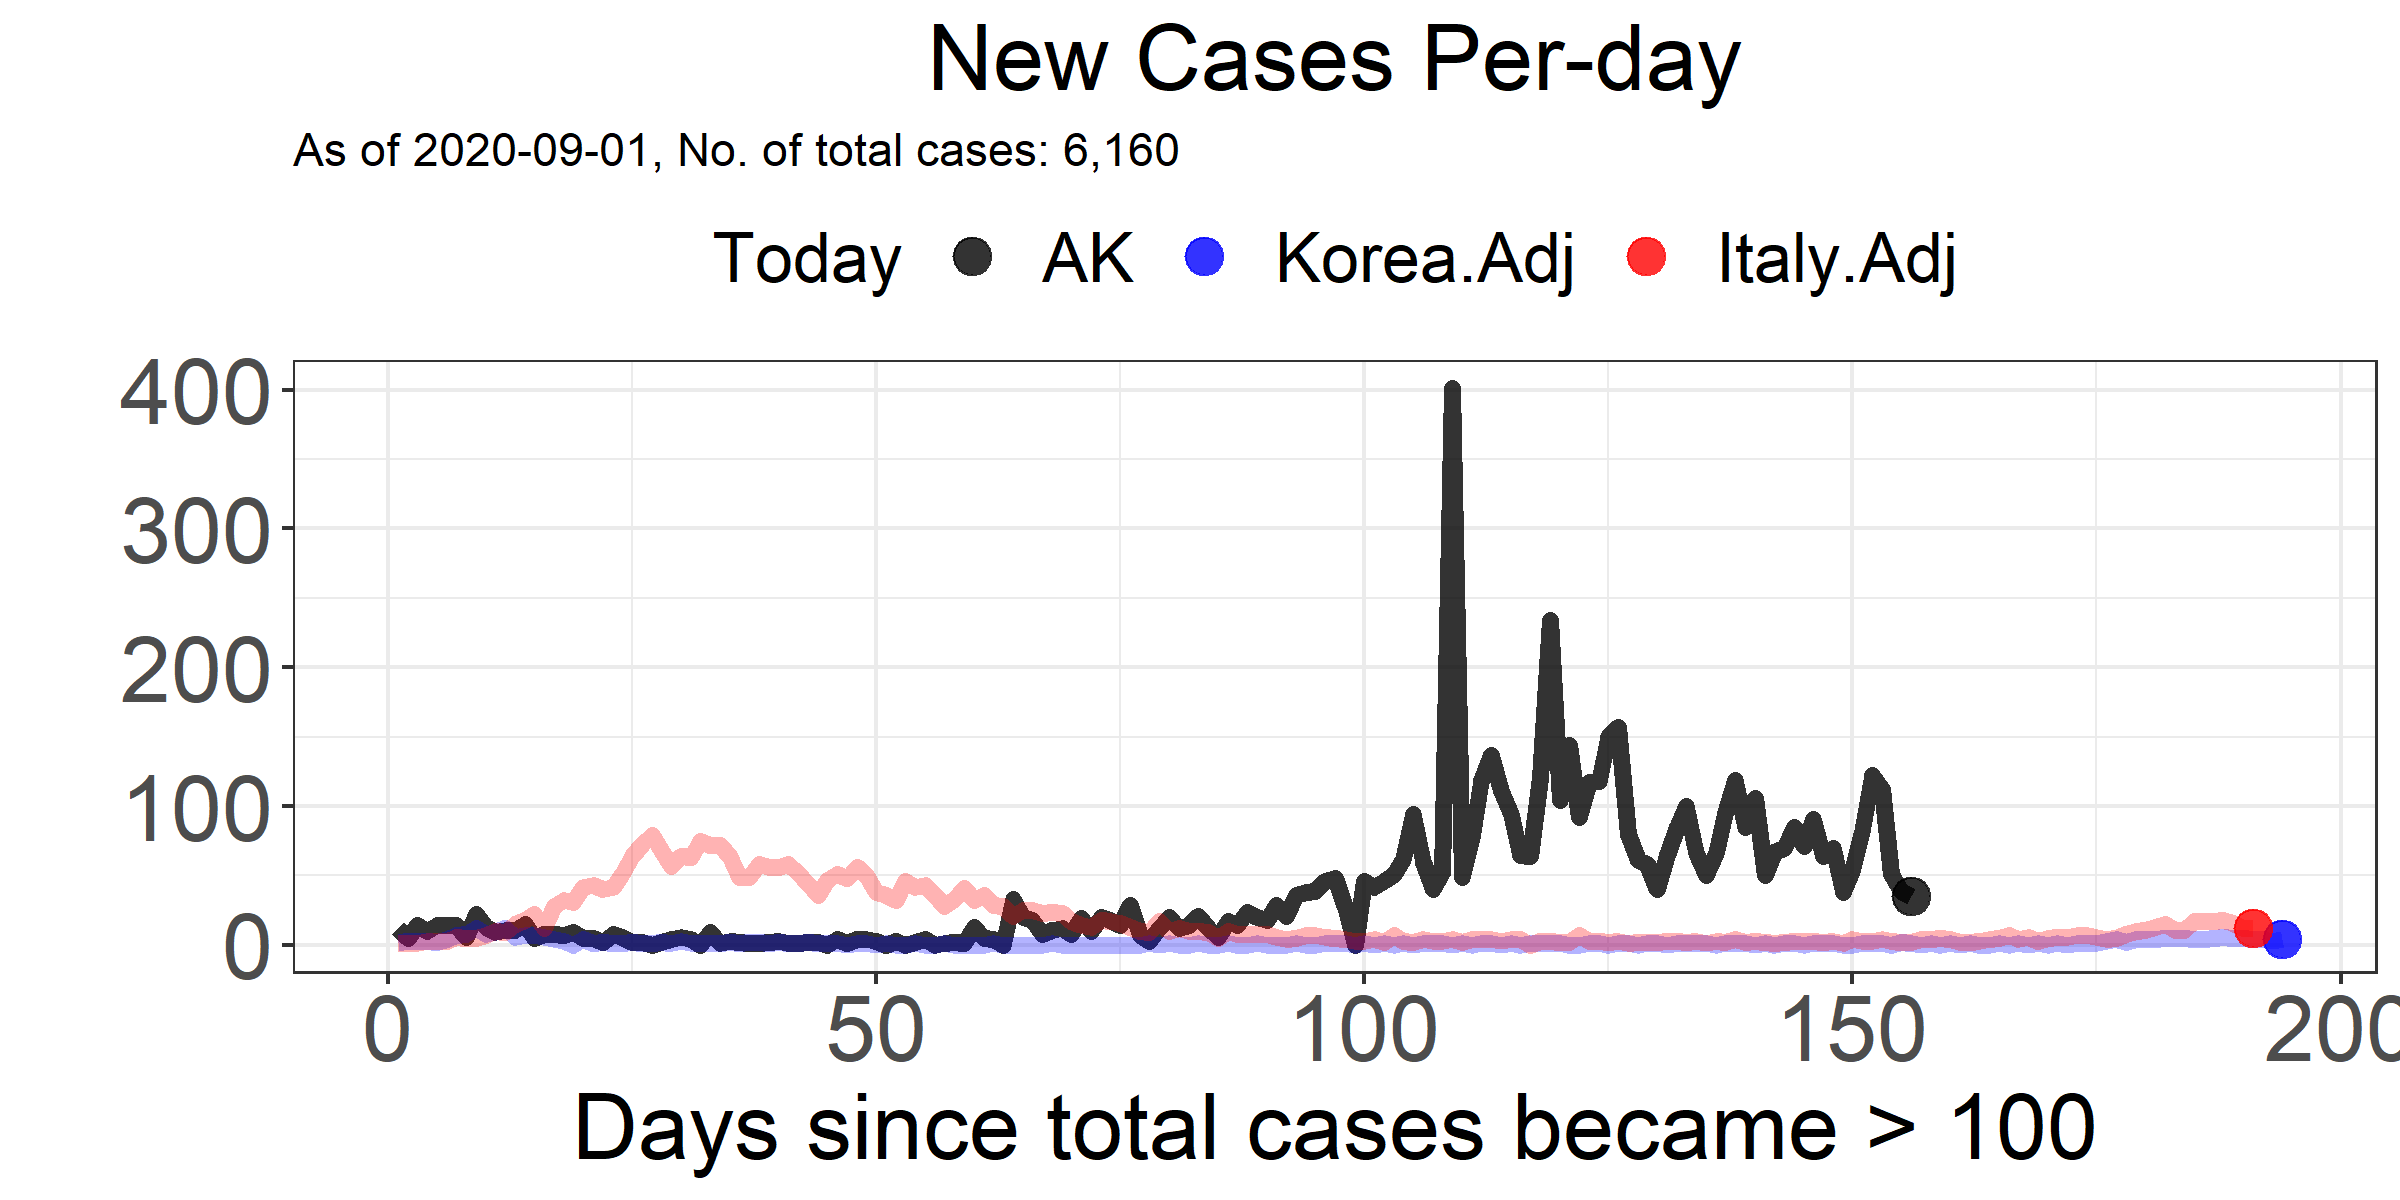 New Cases Per-day
As of 2020-09-01, No. of total cases: 6,160
Today AK Korea.Adj Italy.Adj
400
300
200
100
0
0 50 100 150 200
Days since total cases became > 100